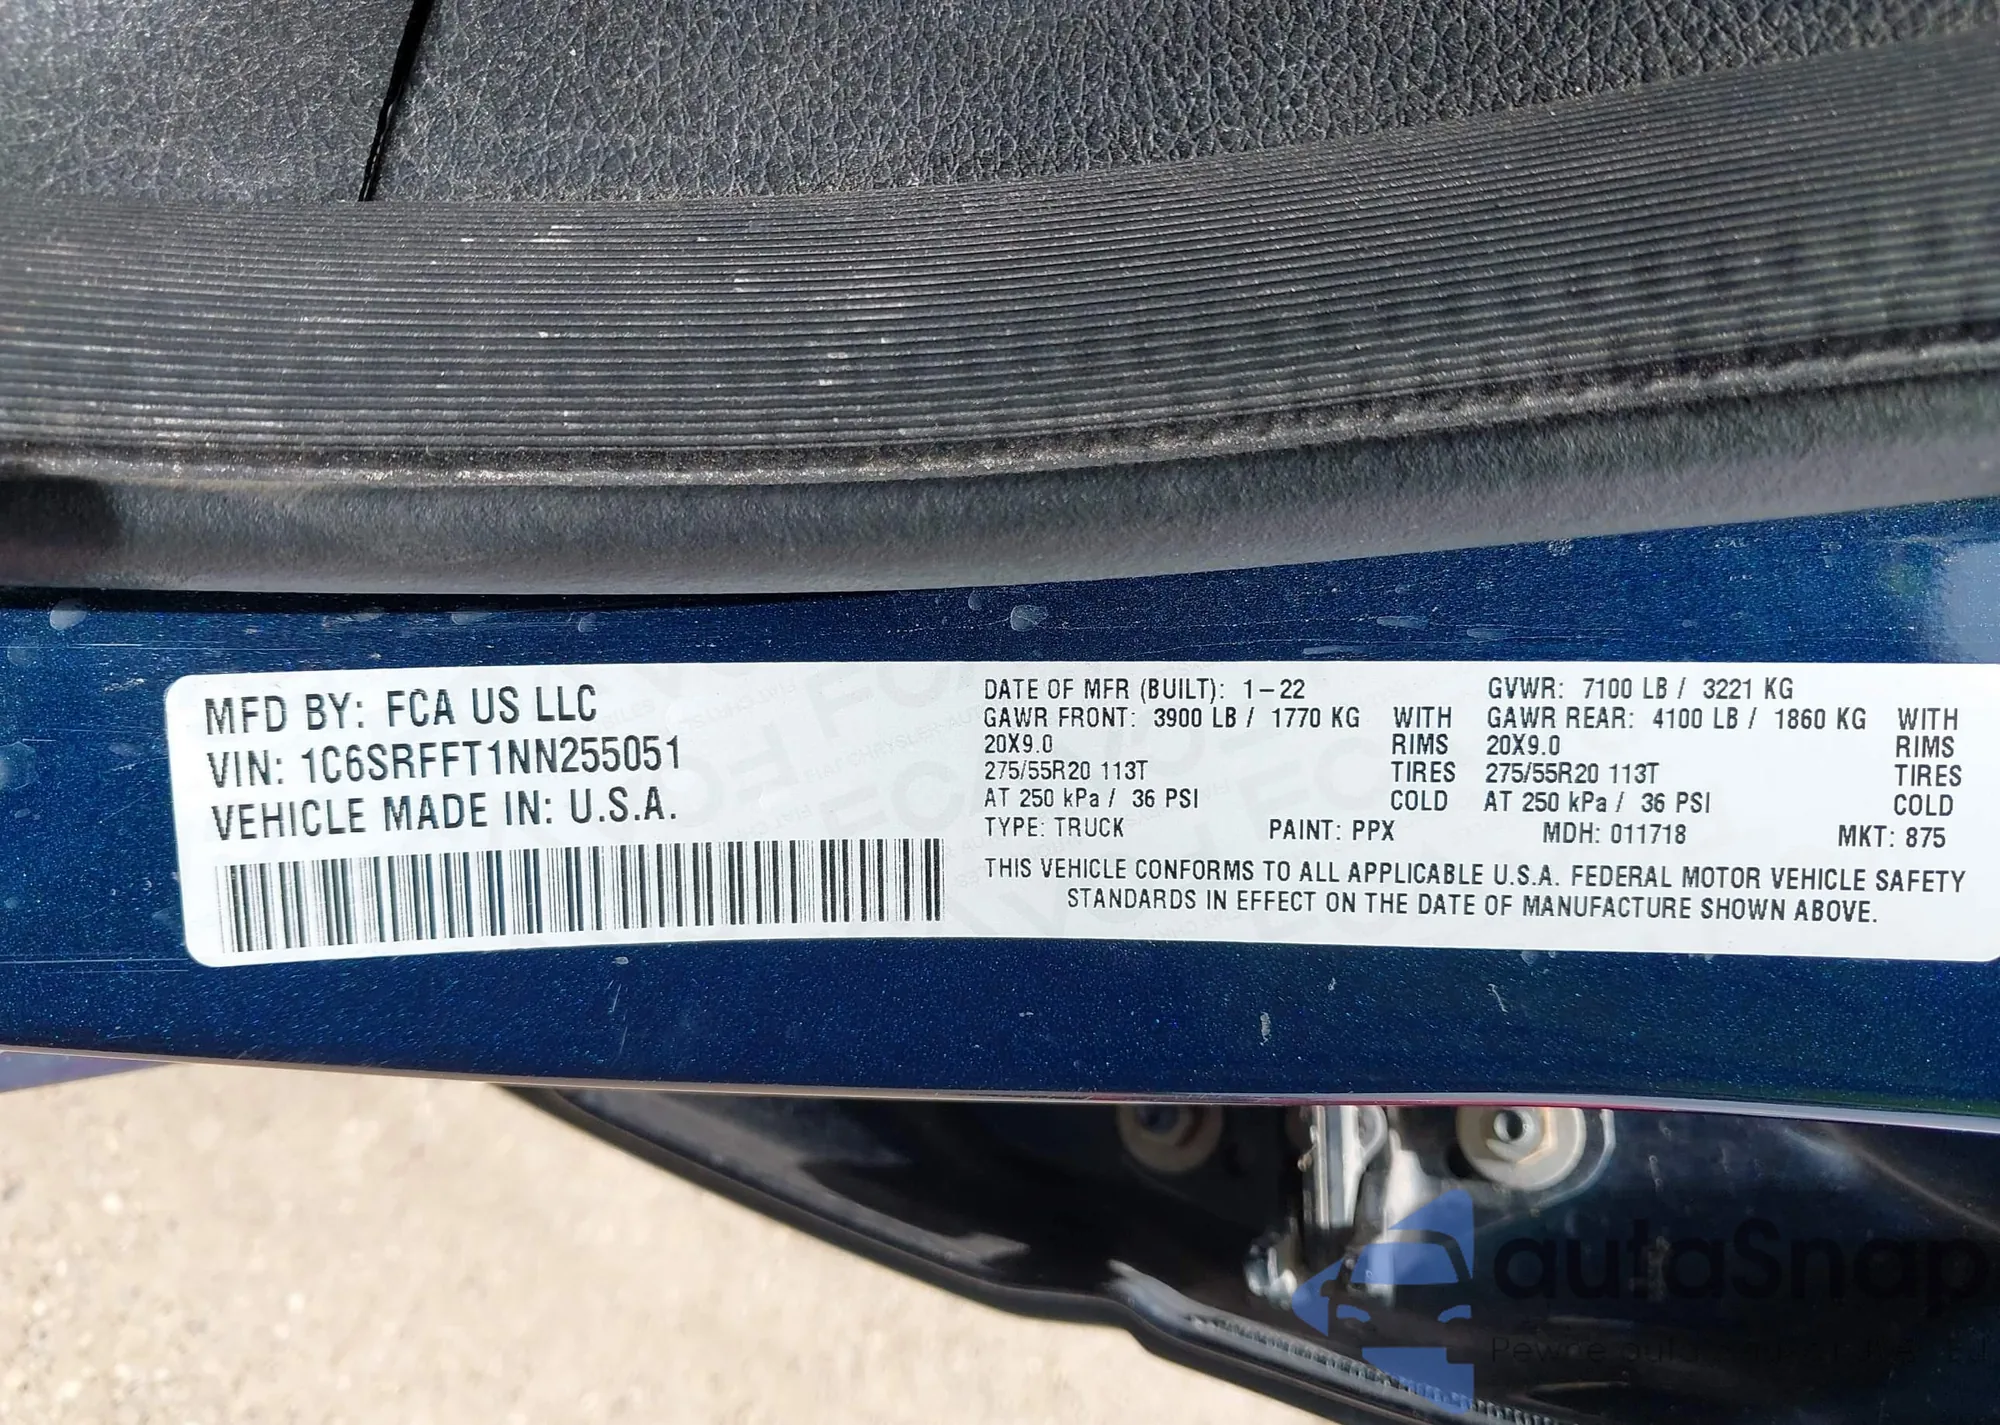 MFD BY: FCA US LLC
VIN: 1C6SRFFT1NN255051
VEHICLE MADE IN: U.S.A.
DATE OF MFR (BUILT): 1-22 GVWR: 7100 LB / 3221 KG
GAWR FRONT: 3900 LB / 1770 KG WITH GAWR REAR: 4100 LB / 1860 KG WITH
20X9.0 RIMS 20X9.0 RIMS
275/55R20 113T TIRES 275/55R20 113T TIRES
AT 250 kPa / 36 PSI COLD AT 250 kPa / 36 PSI COLD
TYPE: TRUCK PAINT: PPX MDH: 011718 MKT: 875
THIS VEHICLE CONFORMS TO ALL APPLICABLE U.S.A. FEDERAL MOTOR VEHICLE SAFETY
STANDARDS IN EFFECT ON THE DATE OF MANUFACTURE SHOWN ABOVE.
autaSnap
Pewne auta